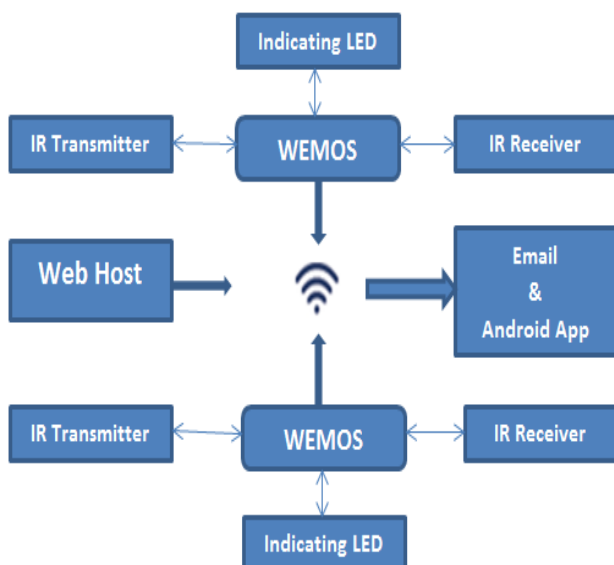 Indicating LED
IR Transmitter
WEMOS
IR Receiver
Web Host
Email
&
Android App
IR Transmitter
WEMOS
IR Receiver
Indicating LED